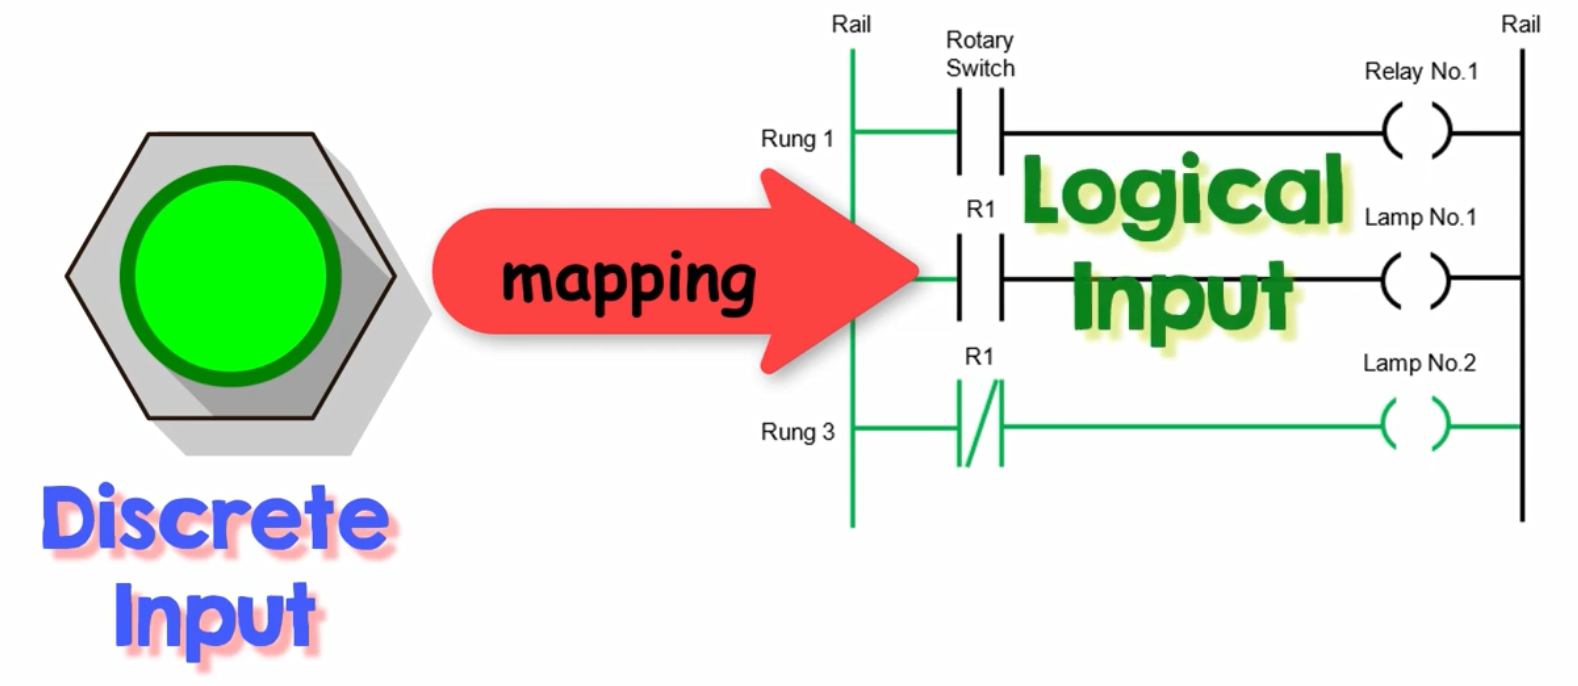 Discrete
Input
mapping
Rail
Rail
Rotary
Switch
Relay No.1
Rung 1
Logical
Input
R1
Lamp No.1
R1
Lamp No.2
Rung 3